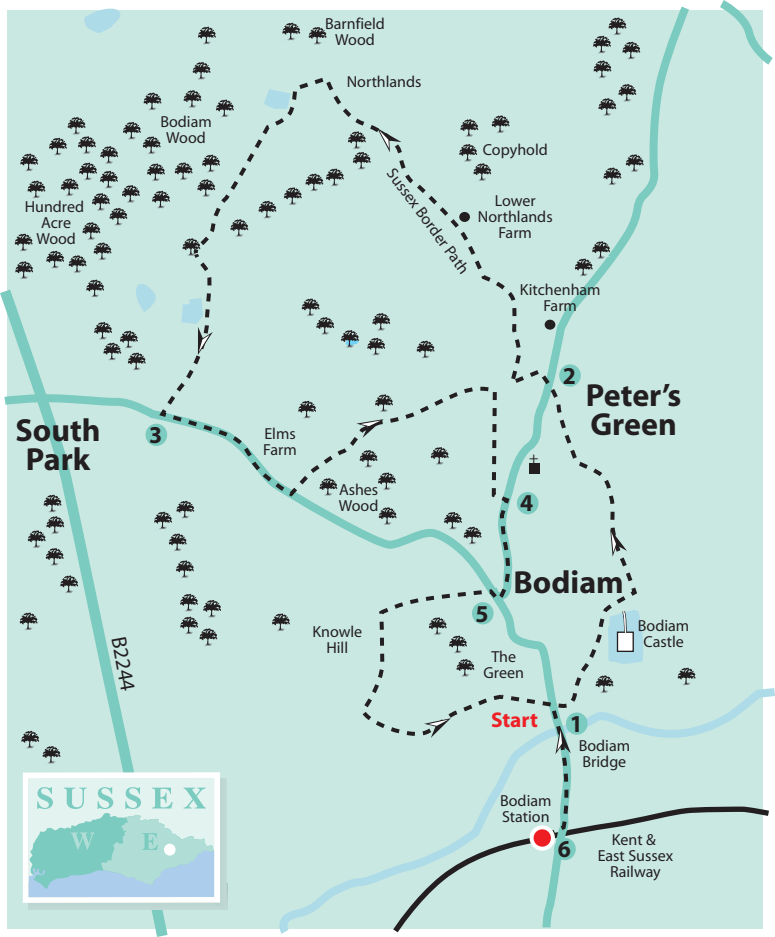 Barnfield
Wood
Northlands
Bodiam
Wood
Copyhold
Sussex Border Path
Hundred
Acre
Wood
Lower
Northlands
Farm
Kitchenham
Farm
2
Peter's
Green
South
Park
3
Elms
Farm
Ashes
Wood
4
Bodiam
5
Knowle
Hill
Bodiam
Castle
The
Green
B2244
Start
1
Bodiam
Bridge
Bodiam
Station
6
Kent &
East Sussex
Railway
SUSSEX
W E